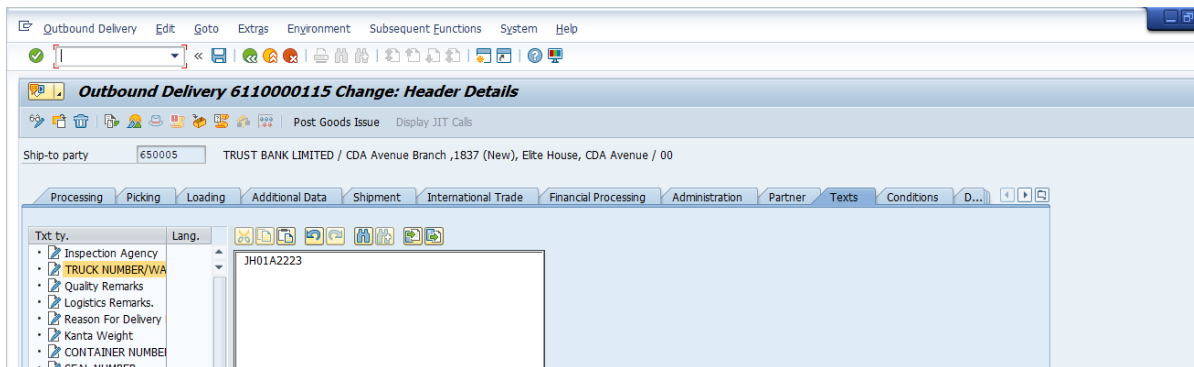 Outbound Delivery Edit Goto Extras Environment Subsequent Functions System Help
Outbound Delivery 6110000115 Change: Header Details
Post Goods Issue Display JIT Calls
Ship-to party 650005 TRUST BANK LIMITED / CDA Avenue Branch ,1837 (New), Elite House, CDA Avenue / 00
Processing Picking Loading Additional Data Shipment International Trade Financial Processing Administration Partner Texts Conditions D...
Txt ty. Lang.
Inspection Agency
JH01A2223
TRUCK NUMBER/WA
Quality Remarks
Logistics Remarks.
Reason For Delivery
Kanta Weight
CONTAINER NUMBE
SEAL NUMBER